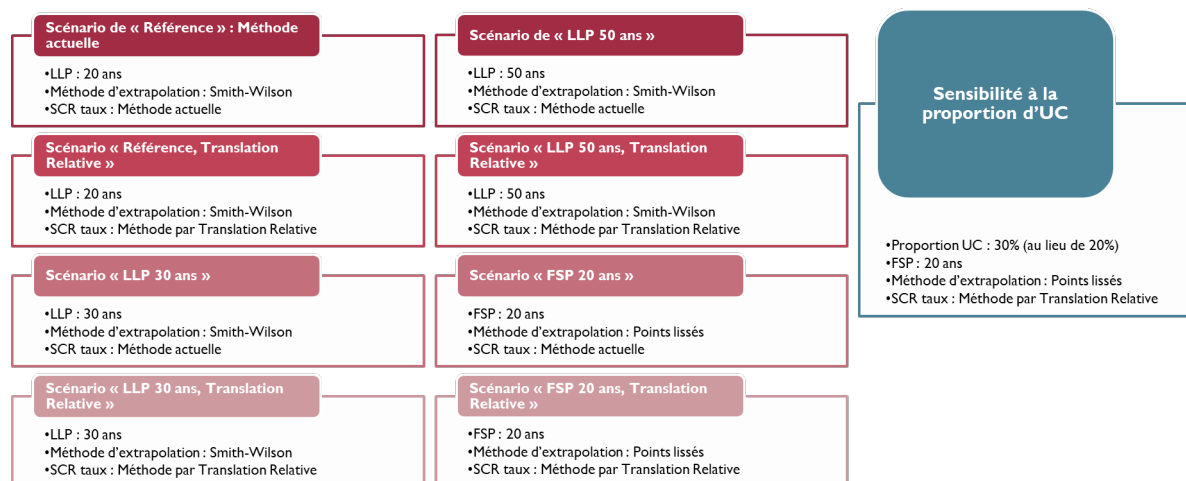 Scénario de « Référence » : Méthode
actuelle
•LLP : 20 ans
•Méthode d'extrapolation : Smith-Wilson
•SCR taux : Méthode actuelle
Scénario « Référence, Translation
Relative »
•LLP : 20 ans
•Méthode d'extrapolation : Smith-Wilson
•SCR taux : Méthode par Translation Relative
Scénario « LLP 30 ans »
•LLP : 30 ans
•Méthode d'extrapolation : Smith-Wilson
•SCR taux : Méthode actuelle
Scénario « LLP 30 ans, Translation
Relative »
•LLP : 30 ans
•Méthode d'extrapolation : Smith-Wilson
•SCR taux : Méthode par Translation Relative
Scénario de « LLP 50 ans »
•LLP : 50 ans
•Méthode d'extrapolation : Smith-Wilson
•SCR taux : Méthode actuelle
Scénario « LLP 50 ans, Translation
Relative »
•LLP : 50 ans
•Méthode d'extrapolation : Smith-Wilson
•SCR taux : Méthode par Translation Relative
Scénario « FSP 20 ans »
•FSP : 20 ans
•Méthode d'extrapolation : Points lissés
•SCR taux : Méthode actuelle
Scénario « FSP 20 ans, Translation
Relative »
•FSP : 20 ans
•Méthode d'extrapolation : Points lissés
•SCR taux : Méthode par Translation Relative
Sensibilité à la
proportion d'UC
•Proportion UC : 30% (au lieu de 20%)
•FSP : 20 ans
•Méthode d'extrapolation : Points lissés
•SCR taux : Méthode par Translation Relative